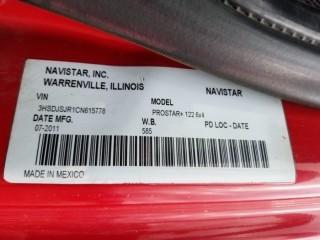 NAVISTAR, INC.
WARRENVILLE, ILLINOIS NAVISTAR
VIN MODEL
3HSDJSJR1CN615778 PROSTAR+ 122 6x4
DATE MFG. W.B. PD LOC - DATE
07-2011 585
MADE IN MEXICO